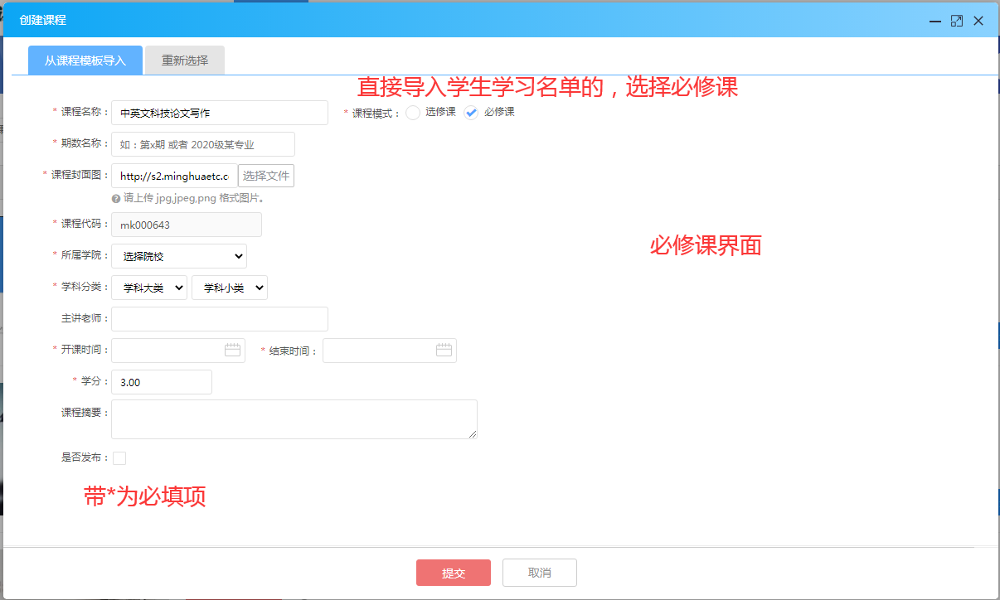 创建课程
从课程模板导入 重新选择
直接导入学生学习名单的，选择必修课
* 课程名称： 中英文科技论文写作 * 课程模式： 选修课 必修课
* 期数名称： 如：第x期 或者 2020级某专业
* 课程封面图： http://s2.minghuaetc.c 选择文件
请上传 jpg,jpeg,png 格式图片。
* 课程代码： mk000643
必修课界面
* 所属学院： 选择院校
* 学科分类： 学科大类 学科小类
主讲老师：
* 开课时间： * 结束时间：
* 学分： 3.00
课程摘要：
是否发布：
带*为必填项
提交 取消